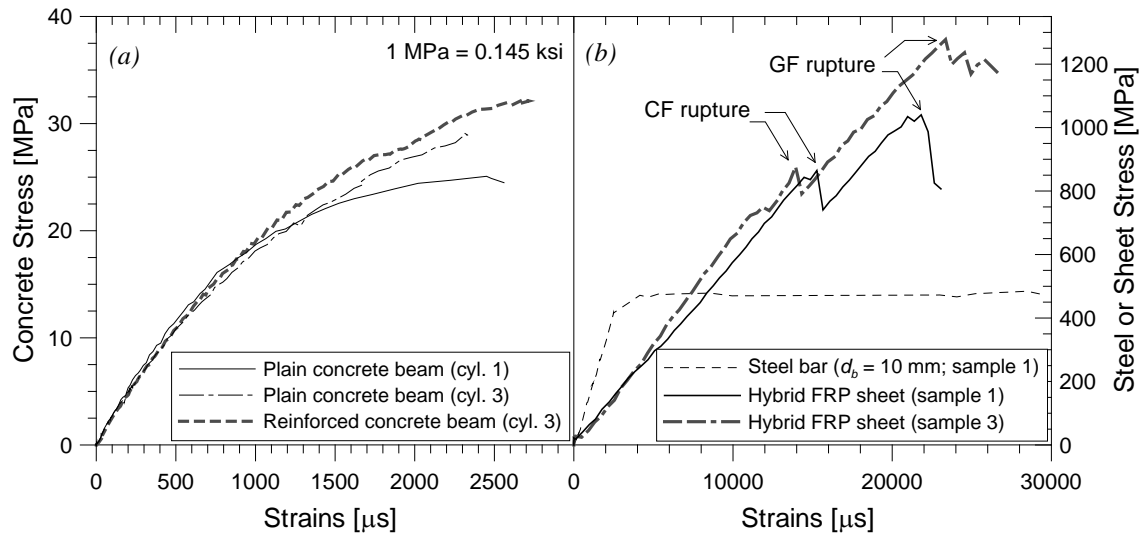 40
30
20
10
0
Concrete Stress [MPa]
(a)
1 MPa = 0.145 ksi
Plain concrete beam (cyl. 1)
Plain concrete beam (cyl. 3)
Reinforced concrete beam (cyl. 3)
0 500 1000 1500 2000 2500
Strains [μs]
(b)
GF rupture
CF rupture
Steel bar (d_b = 10 mm; sample 1)
Hybrid FRP sheet (sample 1)
Hybrid FRP sheet (sample 3)
0 10000 20000 30000
Strains [μs]
1200
1000
800
600
400
200
0
Steel or Sheet Stress [MPa]